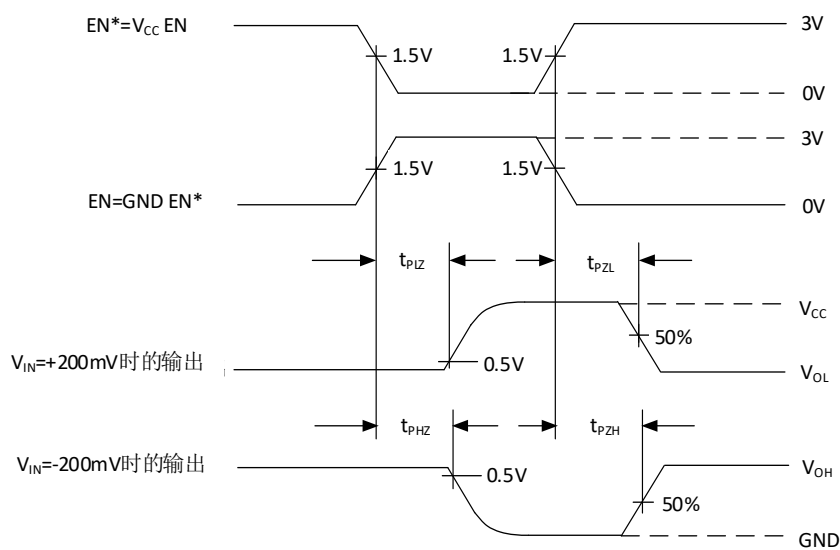 EN*=VCC EN
1.5V
1.5V
3V
0V
3V
EN=GND EN*
1.5V
1.5V
0V
tPLZ
tPZL
VCC
VIN=+200mV时的输出
0.5V
50%
VOL
tPHZ
tPZH
VIN=-200mV时的输出
0.5V
VOH
50%
GND